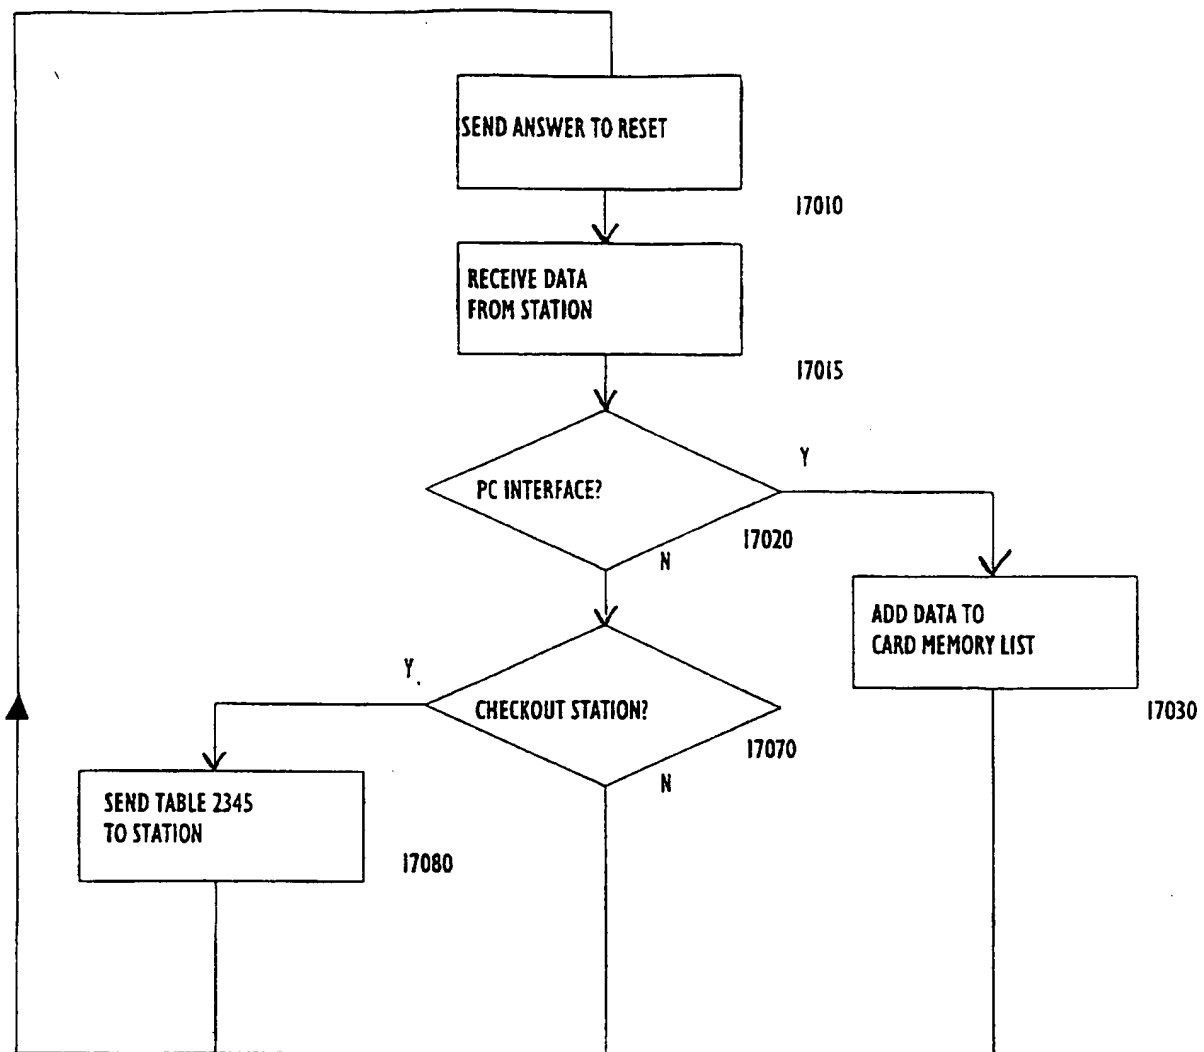 SEND ANSWER TO RESET
17010
RECEIVE DATA
FROM STATION
17015
PC INTERFACE?
Y
17020
N
ADD DATA TO
CARD MEMORY LIST
17030
Y
CHECKOUT STATION?
17070
N
SEND TABLE 2345
TO STATION
17080